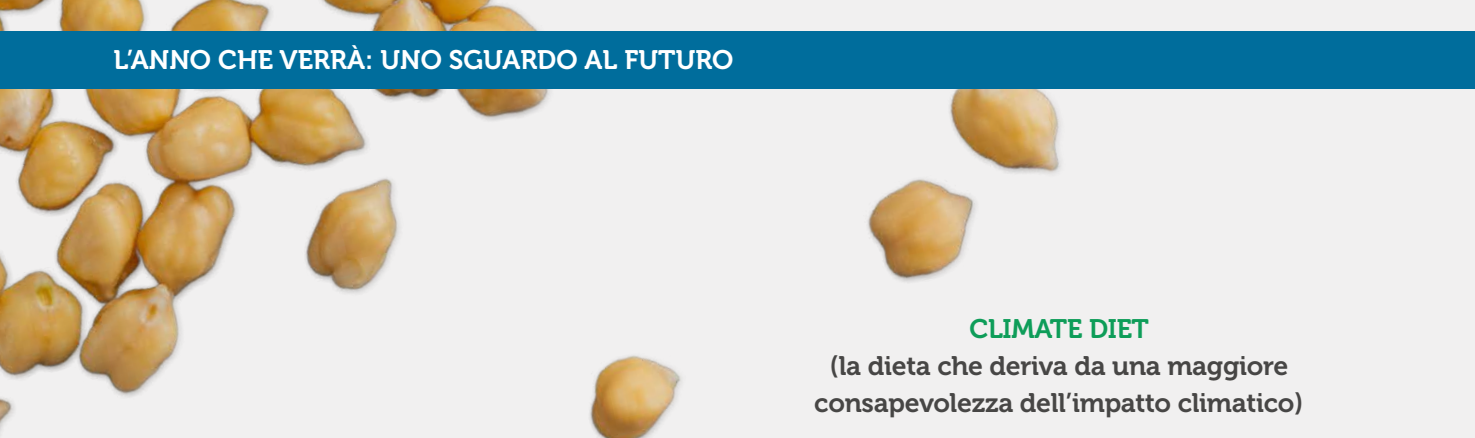 L’ANNO CHE VERRÀ: UNO SGUARDO AL FUTURO
CLIMATE DIET
(la dieta che deriva da una maggiore
consapevolezza dell’impatto climatico)